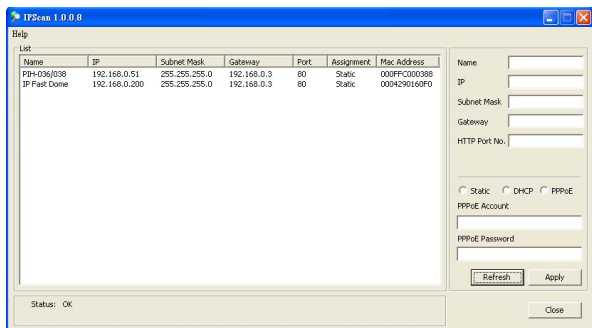 IPScan 1.0.0.8
Help
List
Name IP Subnet Mask Gateway Port Assignment Mac Address
PIH-036/038 192.168.0.51 255.255.255.0 192.168.0.3 80 Static 000FFC000388
IP Fast Dome 192.168.0.200 255.255.255.0 192.168.0.3 80 Static 0004290160F0
Name
IP
Subnet Mask
Gateway
HTTP Port No.
Static DHCP PPPoE
PPPoE Account
PPPoE Password
Refresh Apply
Status: OK
Close